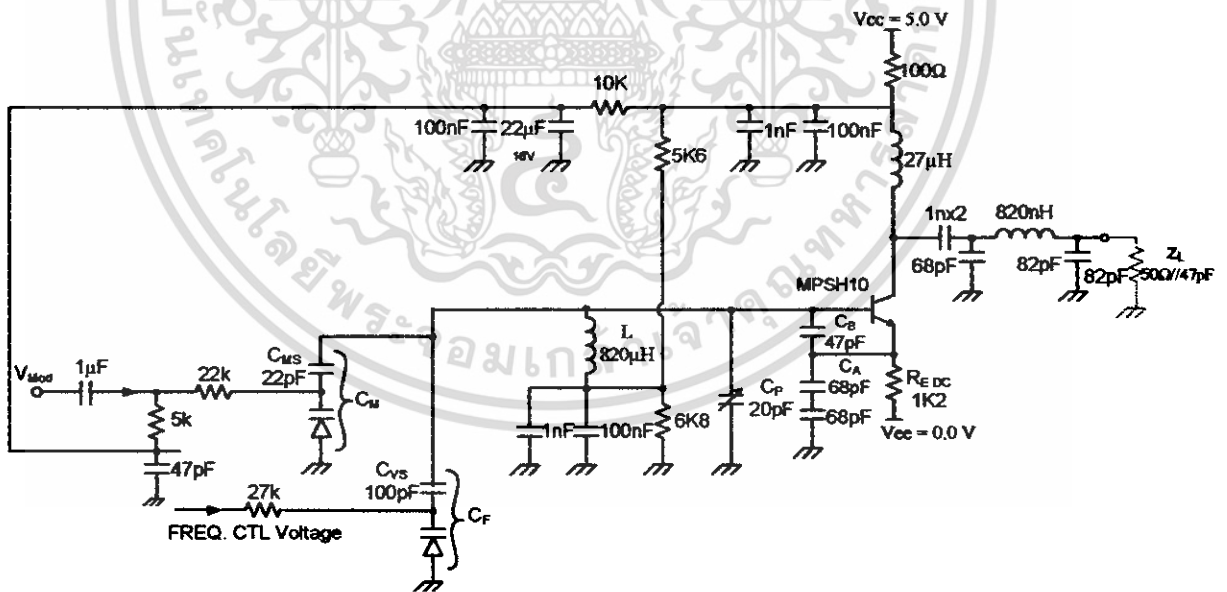 Vcc = 5.0 V
100Ω
10K
100nF
22μF
16V
1nF
100nF
5K6
27μH
1nx2
820nH
68pF
82pF
82pF
ZL
50Ω//47pF
MPSH10
CB
47pF
L
820μH
CMS
22pF
CM
VMod
1μF
22k
5k
CP
20pF
CA
68pF
68pF
RE DC
1K2
1nF
100nF
6K8
Vee = 0.0 V
47pF
CVS
100pF
CF
27k
FREQ. CTL Voltage